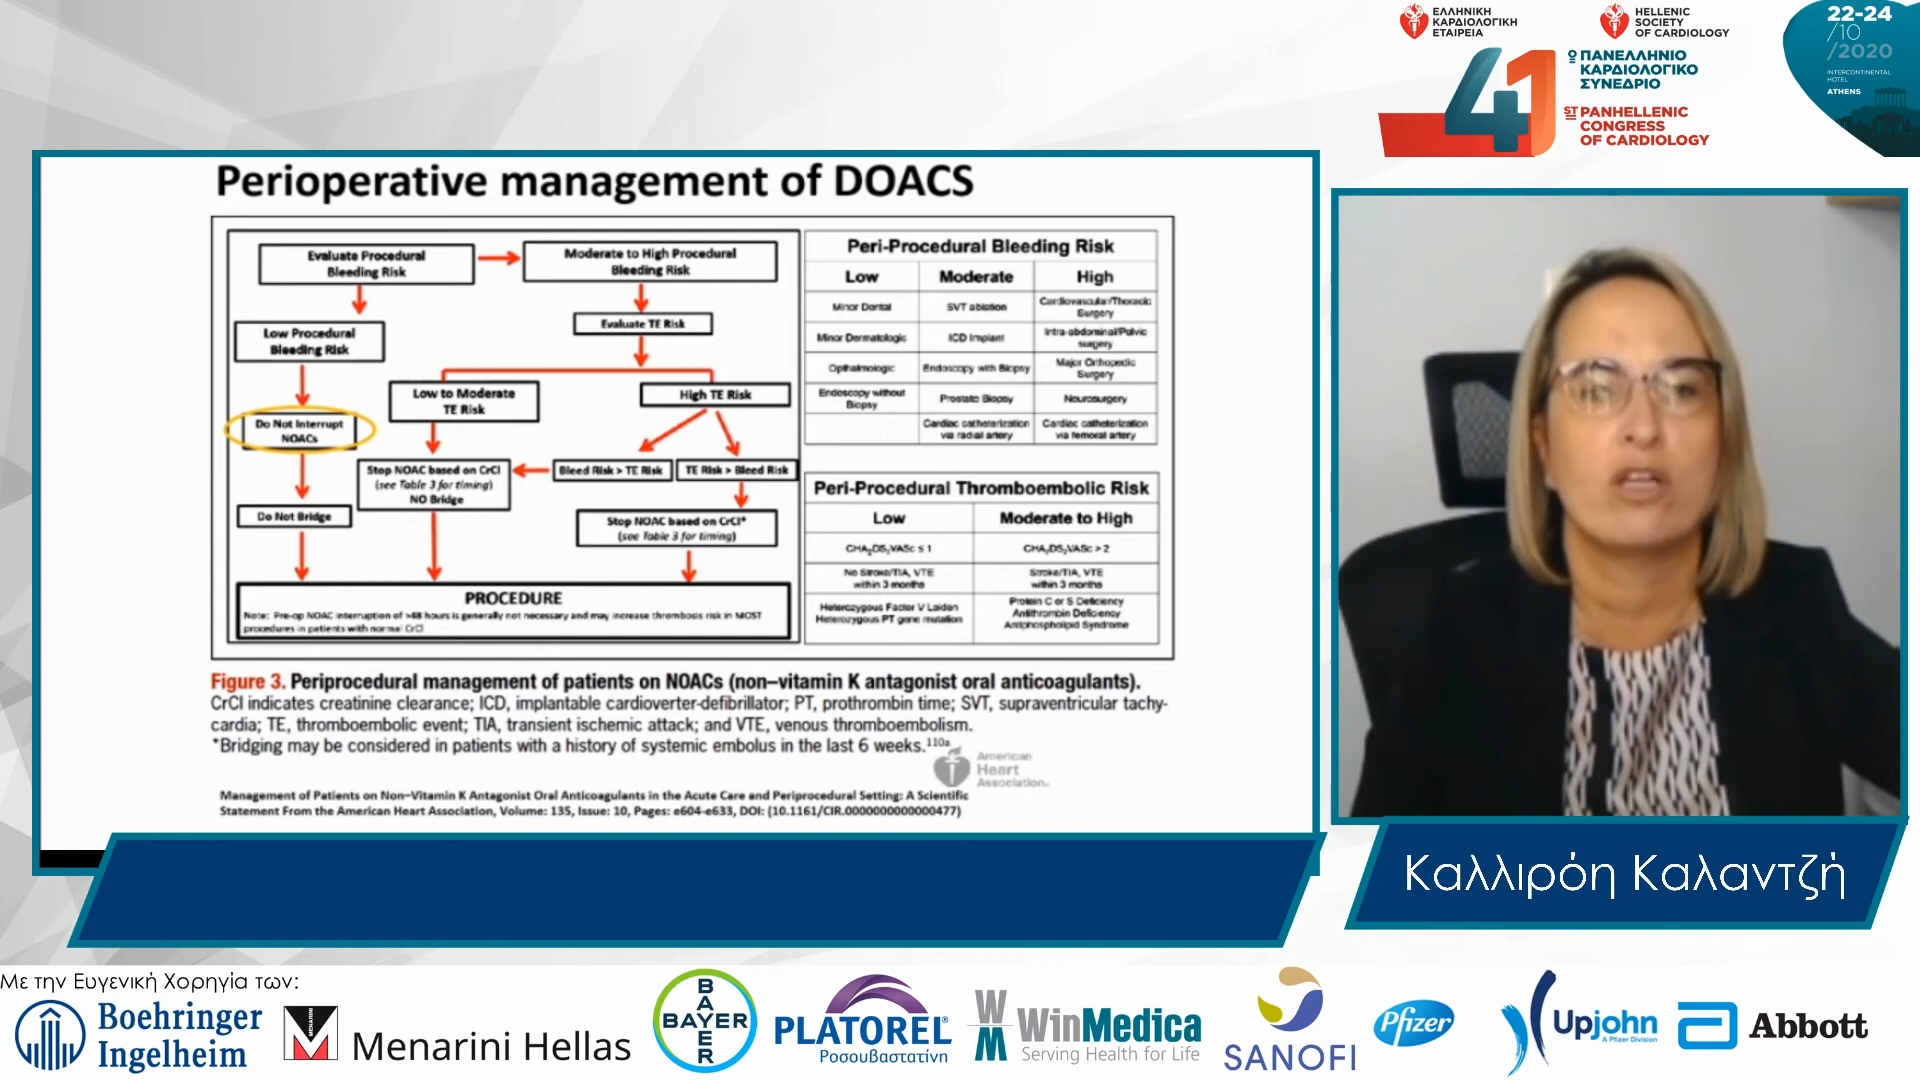 ΕΛΛΗΝΙΚΗ
ΚΑΡΔΙΟΛΟΓΙΚΗ
ΕΤΑΙΡΕΙΑ
HELLENIC
SOCIETY
OF CARDIOLOGY
41
ο ΠΑΝΕΛΛΗΝΙΟ
ΚΑΡΔΙΟΛΟΓΙΚΟ
ΣΥΝΕΔΡΙΟ
ST PANHELLENIC
CONGRESS
OF CARDIOLOGY
22-24
/10
/2020
INTERCONTINENTAL
HOTEL
ATHENS
Perioperative management of DOACS
Evaluate Procedural
Bleeding Risk
Moderate to High Procedural
Bleeding Risk
Low Procedural
Bleeding Risk
Evaluate TE Risk
Low to Moderate
TE Risk
High TE Risk
Do Not Interrupt
NOACs
Stop NOAC based on CrCl
(see Table 3 for timing)
NO Bridge
Bleed Risk > TE Risk
TE Risk > Bleed Risk
Do Not Bridge
Stop NOAC based on CrCl*
(see Table 3 for timing)
PROCEDURE
Note: Pre-op NOAC interruption of >48 hours is generally not necessary and may increase thrombosis risk in MOST
procedures in patients with normal CrCl
Peri-Procedural Bleeding Risk
Low Moderate High
Minor Dental SVT ablation Cardiovascular/Thoracic
Surgery
Minor Dermatologic ICD Implant Intra-abdominal/Pelvic
surgery
Opthalmologic Endoscopy with Biopsy Major Orthopedic
Surgery
Endoscopy without
Biopsy Prostate Biopsy Neurosurgery
Cardiac catheterization
via radial artery
Cardiac catheterization
via femoral artery
Peri-Procedural Thromboembolic Risk
Low Moderate to High
CHA₂DS₂VASc ≤ 1 CHA₂DS₂VASc > 2
No Stroke/TIA, VTE
within 3 months
Stroke/TIA, VTE
within 3 months
Heterozygous Factor V Leiden
Heterozygous PT gene mutation
Protein C or S Deficiency
Antithrombin Deficiency
Antiphospholipid Syndrome
Figure 3. Periprocedural management of patients on NOACs (non–vitamin K antagonist oral anticoagulants).
CrCl indicates creatinine clearance; ICD, implantable cardioverter-defibrillator; PT, prothrombin time; SVT, supraventricular tachy-
cardia; TE, thromboembolic event; TIA, transient ischemic attack; and VTE, venous thromboembolism.
*Bridging may be considered in patients with a history of systemic embolus in the last 6 weeks.¹¹⁰ᵃ
American
Heart
Association.
Management of Patients on Non–Vitamin K Antagonist Oral Anticoagulants in the Acute Care and Periprocedural Setting: A Scientific
Statement From the American Heart Association, Volume: 135, Issue: 10, Pages: e604-e633, DOI: (10.1161/CIR.0000000000000477)
Καλλιρόη Καλαντζή
Με την Ευγενική Χορηγία των:
Boehringer
Ingelheim
MENARINI
Menarini Hellas
BAYER
BAYER
PLATOREL®
Ροσουβαστατίνη
WM
WinMedica
Serving Health for Life
SANOFI
Pfizer
Upjohn
A Pfizer Division
Abbott